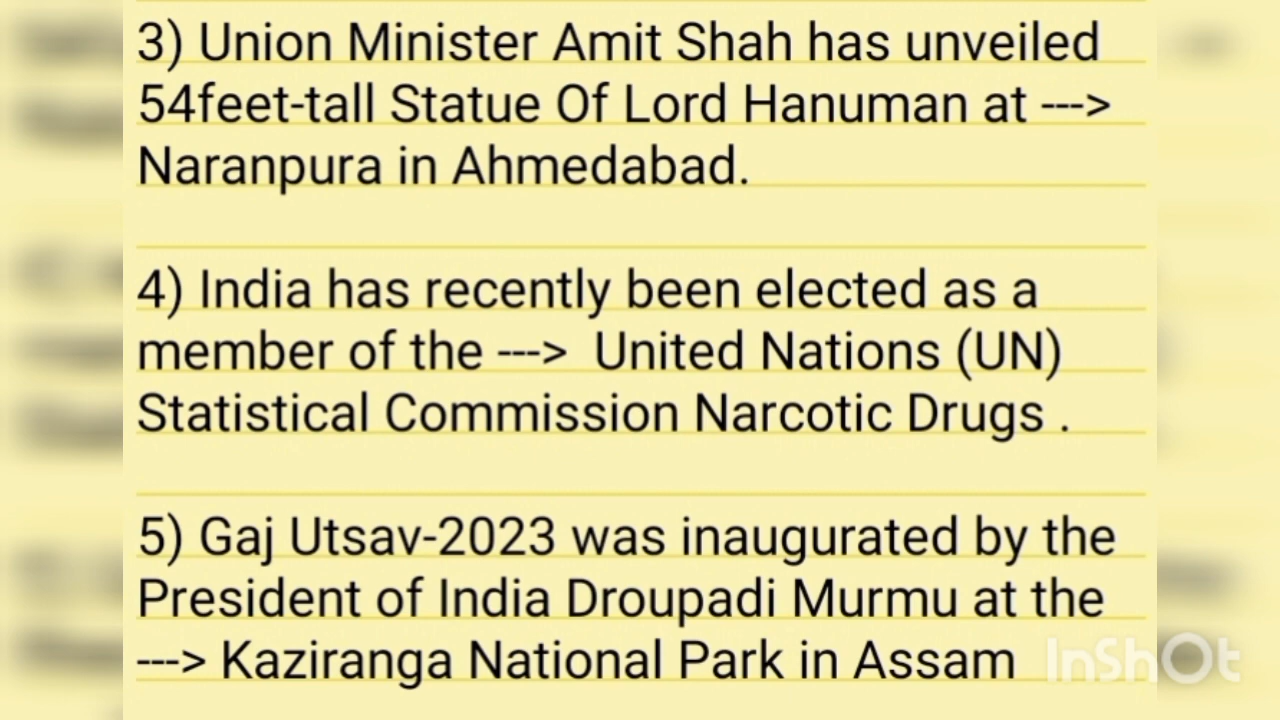 3) Union Minister Amit Shah has unveiled
54feet-tall Statue Of Lord Hanuman at --->
Naranpura in Ahmedabad.
4) India has recently been elected as a
member of the --->  United Nations (UN)
Statistical Commission Narcotic Drugs .
5) Gaj Utsav-2023 was inaugurated by the
President of India Droupadi Murmu at the
---> Kaziranga National Park in Assam
InShOt